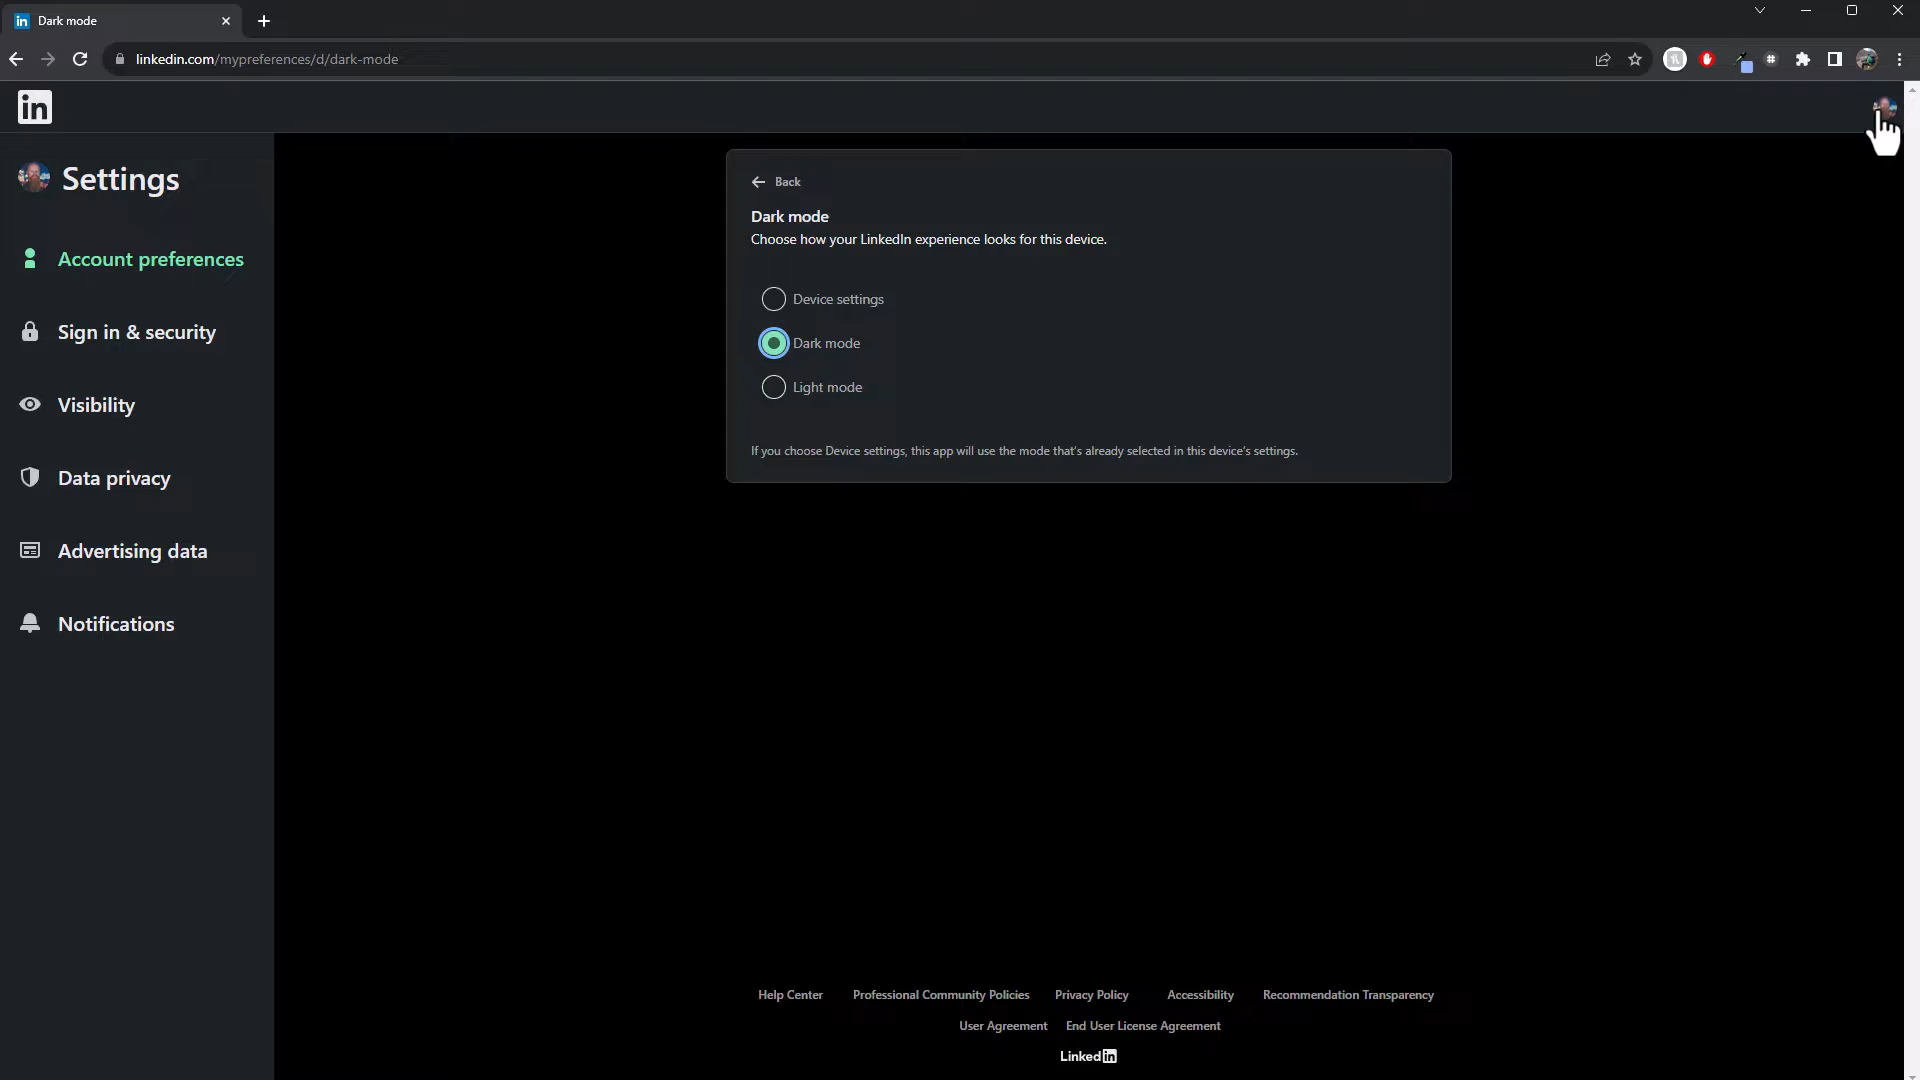 Dark mode
linkedin.com/mypreferences/d/dark-mode
in
Settings
Account preferences
Sign in & security
Visibility
Data privacy
Advertising data
Notifications
Back
Dark mode
Choose how your LinkedIn experience looks for this device.
Device settings
Dark mode
Light mode
If you choose Device settings, this app will use the mode that's already selected in this device's settings.
Help Center Professional Community Policies Privacy Policy Accessibility Recommendation Transparency
User Agreement End User License Agreement
LinkedIn